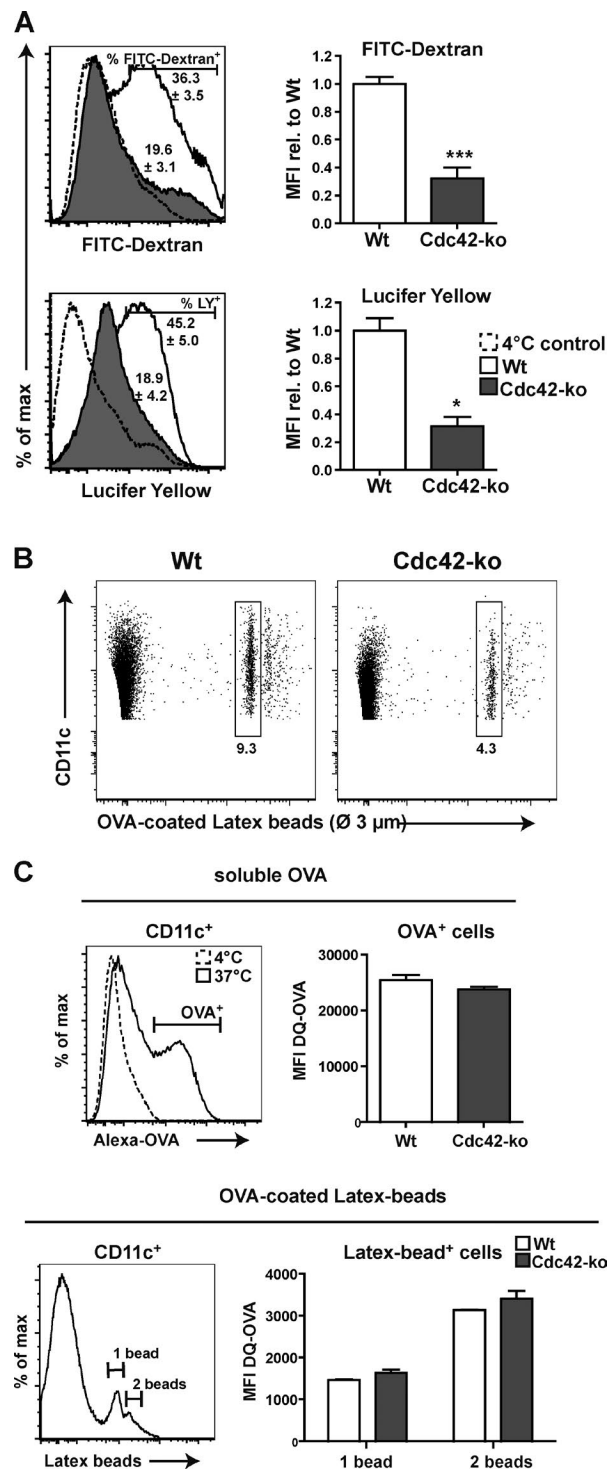 A
% of max
% FITC-Dextran⁺
36.3
± 3.5
19.6
± 3.1
FITC-Dextran
FITC-Dextran
MFI rel. to Wt
1.2
1.0
0.8
0.6
0.4
0.2
0.0
***
Wt Cdc42-ko
% LY⁺
45.2
± 5.0
18.9
± 4.2
Lucifer Yellow
Lucifer Yellow
MFI rel. to Wt
1.2
1.0
0.8
0.6
0.4
0.2
0.0
*
Wt Cdc42-ko
4°C control
Wt
Cdc42-ko
B
Wt Cdc42-ko
CD11c
9.3 4.3
OVA-coated Latex beads (Ø 3 µm)
C
soluble OVA
CD11c⁺
4°C
37°C
OVA⁺
% of max
Alexa-OVA
OVA⁺ cells
MFI DQ-OVA
30000
20000
10000
0
Wt Cdc42-ko
OVA-coated Latex-beads
CD11c⁺
% of max
1 bead
2 beads
Latex beads
Latex-bead⁺ cells
Wt
Cdc42-ko
MFI DQ-OVA
4000
3000
2000
1000
0
1 bead 2 beads